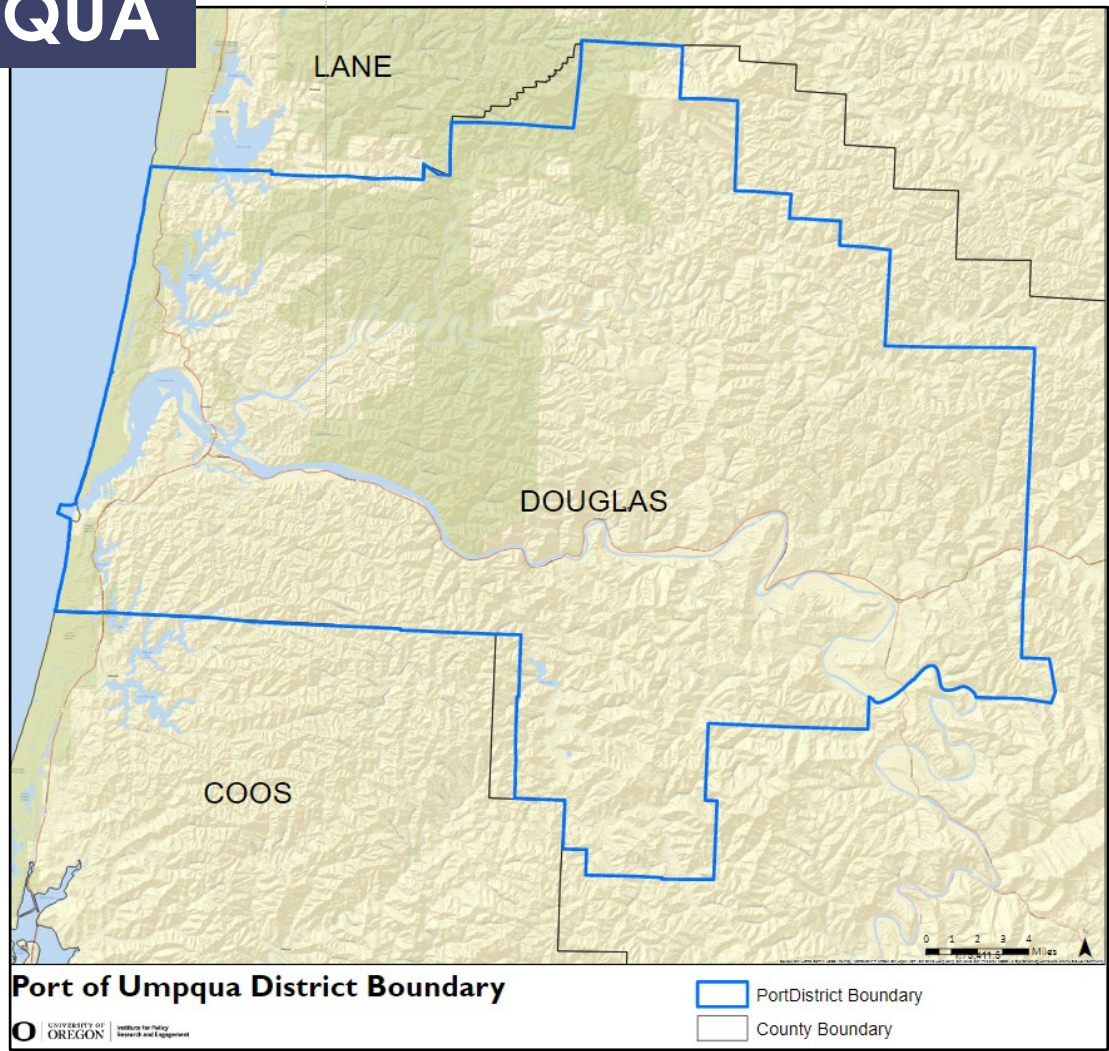 QUA
LANE
DOUGLAS
COOS
0 1 2 3 4
Miles
Port of Umpqua District Boundary
PortDistrict Boundary
County Boundary
O UNIVERSITY OF OREGON
Institute for Policy
Research and Engagement